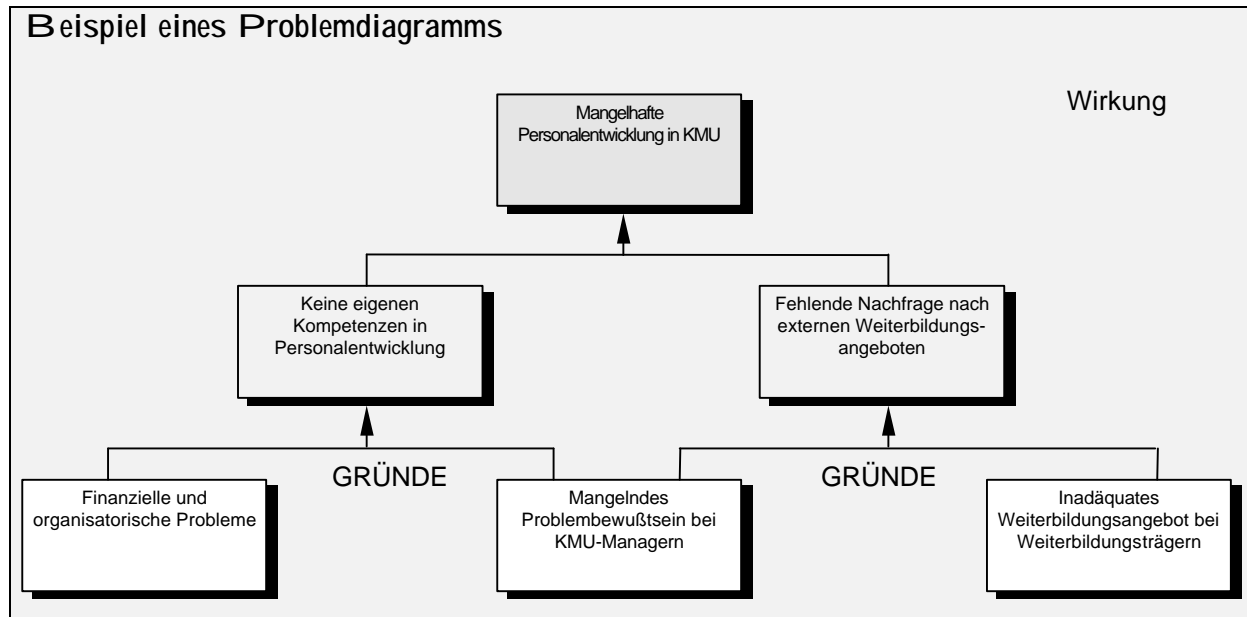 Beispiel eines Problemdiagramms
Wirkung
Mangelhafte
Personalentwicklung in KMU
Keine eigenen
Kompetenzen in
Personalentwicklung
Fehlende Nachfrage nach
externen Weiterbildungs-
angeboten
GRÜNDE
GRÜNDE
Finanzielle und
organisatorische Probleme
Mangelndes
Problembewußtsein bei
KMU-Managern
Inadäquates
Weiterbildungsangebot bei
Weiterbildungsträgern